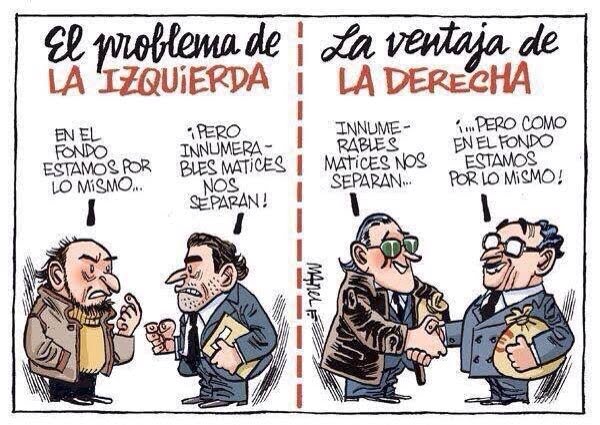 El problema de
LA IZQUIERDA
EN EL
FONDO
ESTAMOS POR
LO MISMO...
¡PERO
INNUMERA-
BLES MATICES
NOS
SEPARAN!
La ventaja de
LA DERECHA
INNUME-
RABLES
MATICES NOS
SEPARAN...
¡...PERO COMO
EN EL FONDO
ESTAMOS
POR LO MISMO!
MANEL F.